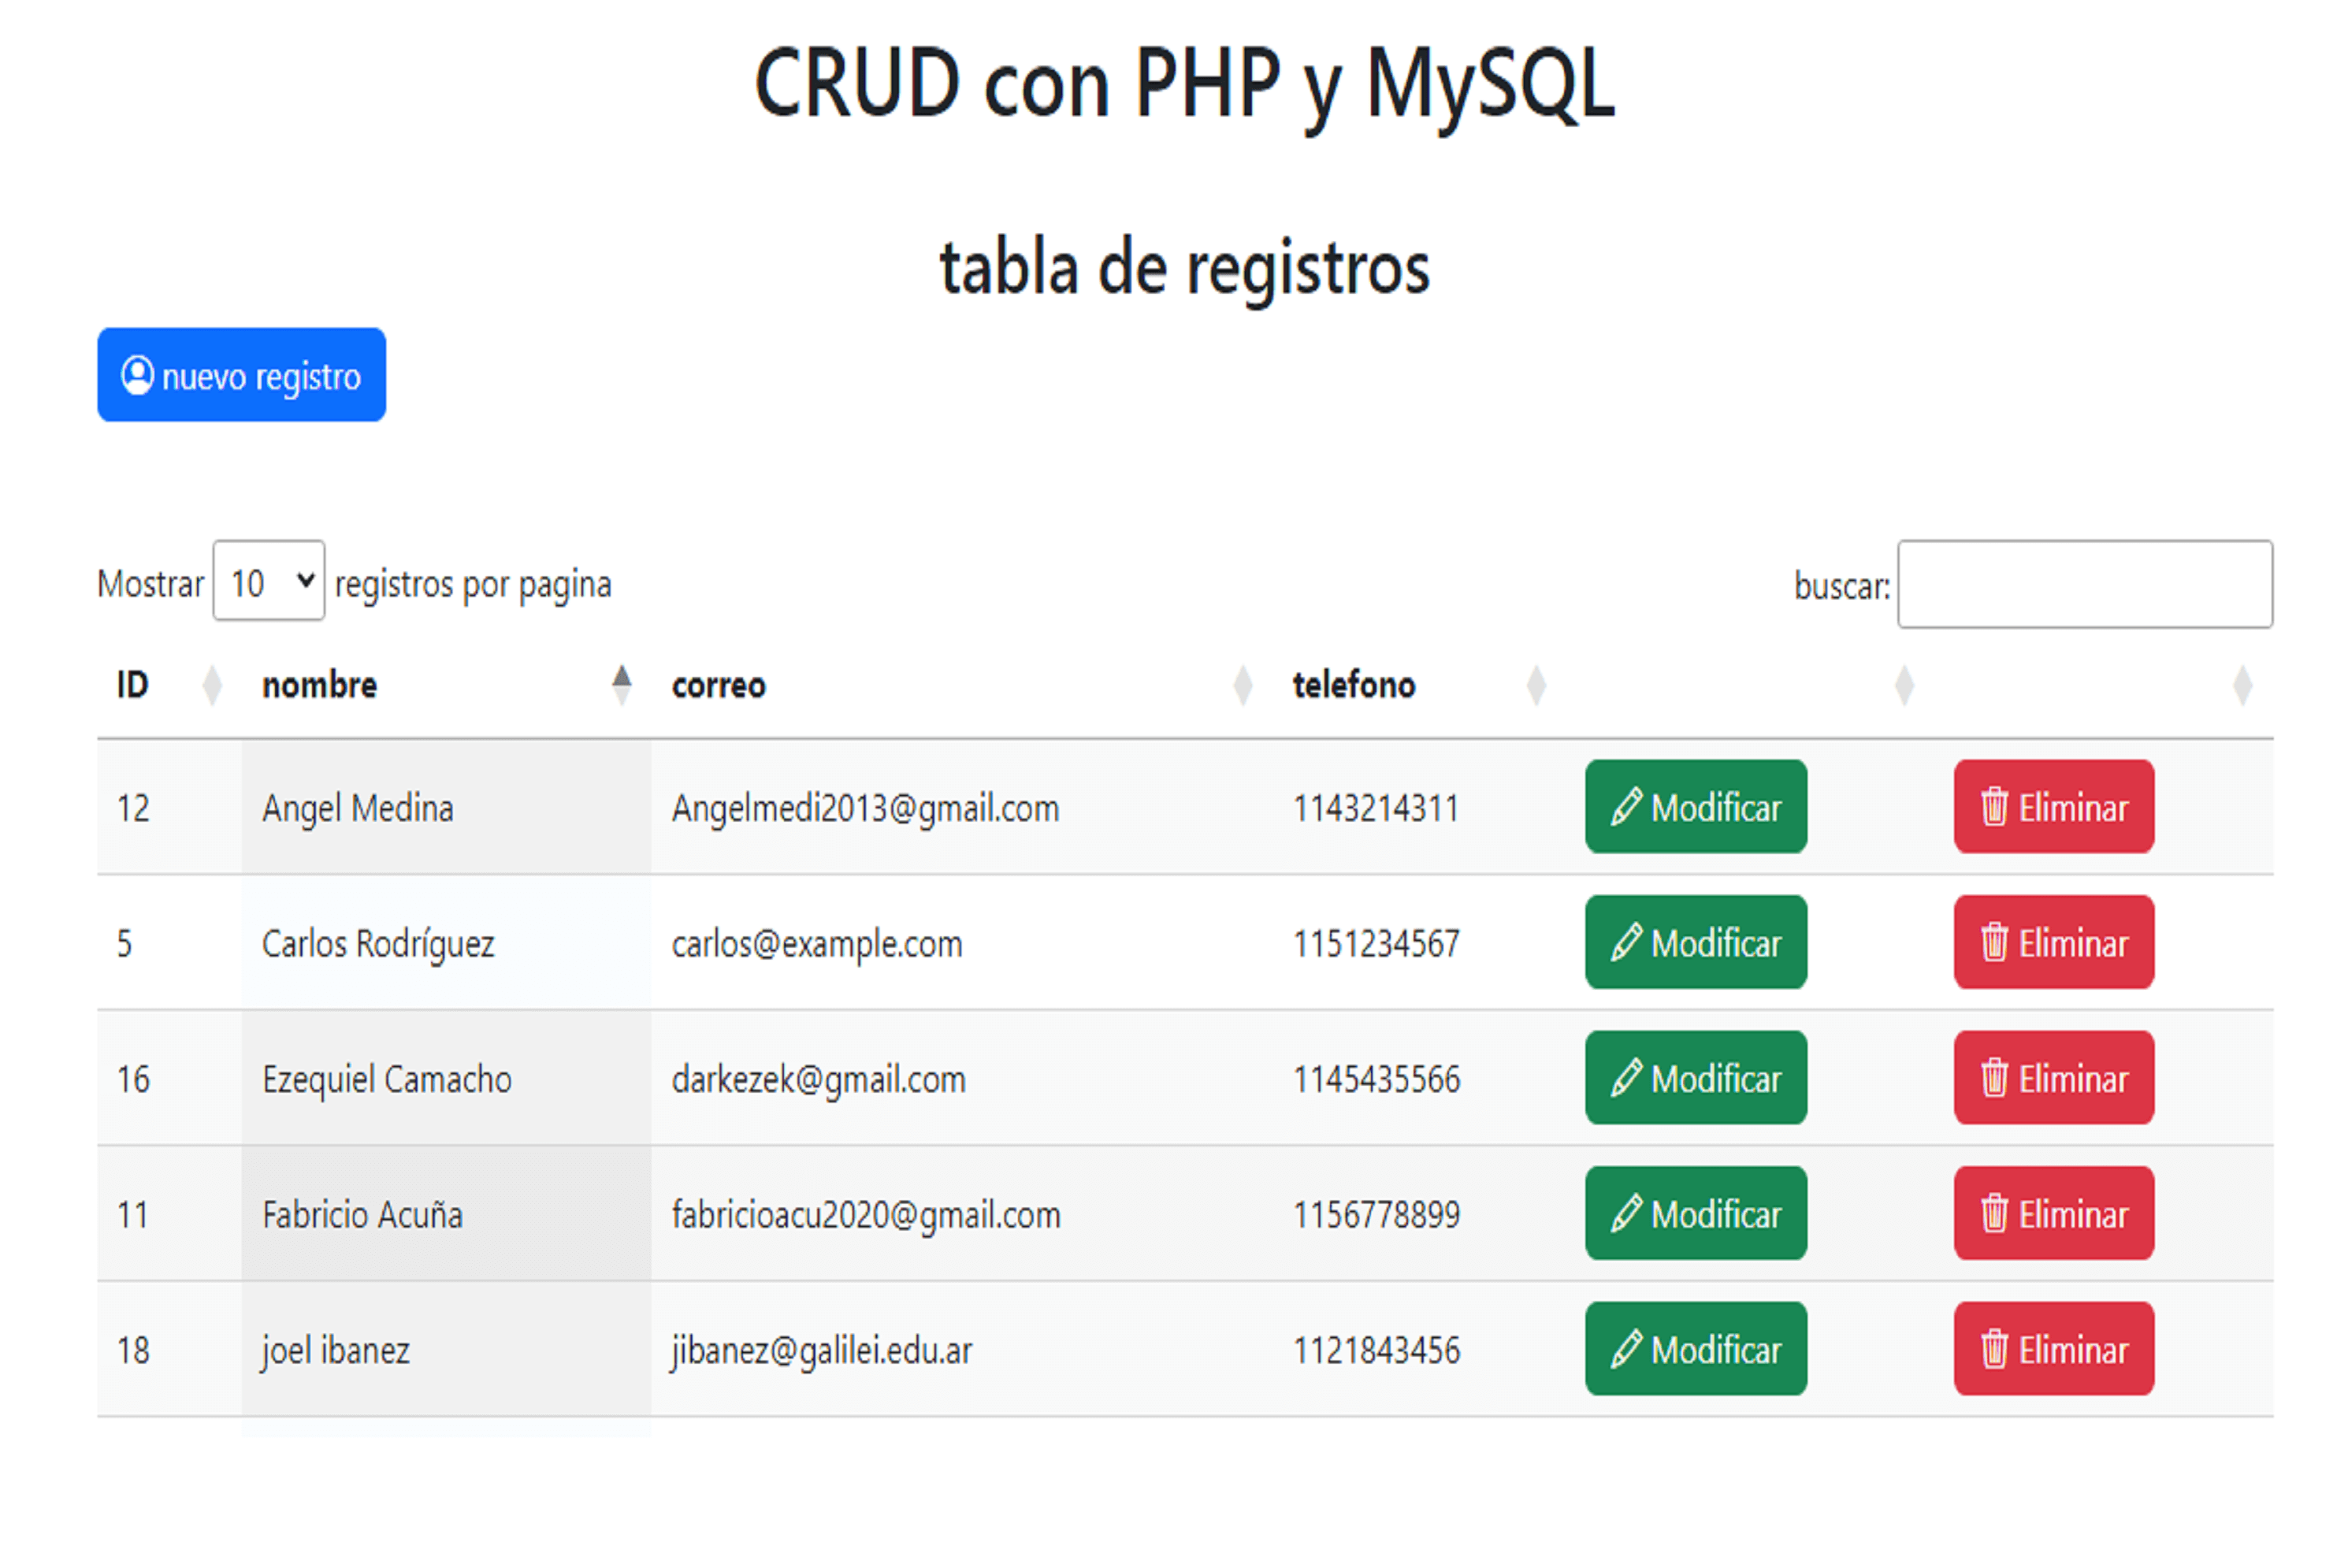 CRUD con PHP y MySQL
tabla de registros
nuevo registro
Mostrar 10 registros por pagina buscar:
ID nombre correo telefono
12 Angel Medina Angelmedi2013@gmail.com 1143214311 Modificar Eliminar
5 Carlos Rodríguez carlos@example.com 1151234567 Modificar Eliminar
16 Ezequiel Camacho darkezek@gmail.com 1145435566 Modificar Eliminar
11 Fabricio Acuña fabricioacu2020@gmail.com 1156778899 Modificar Eliminar
18 joel ibanez jibanez@galilei.edu.ar 1121843456 Modificar Eliminar